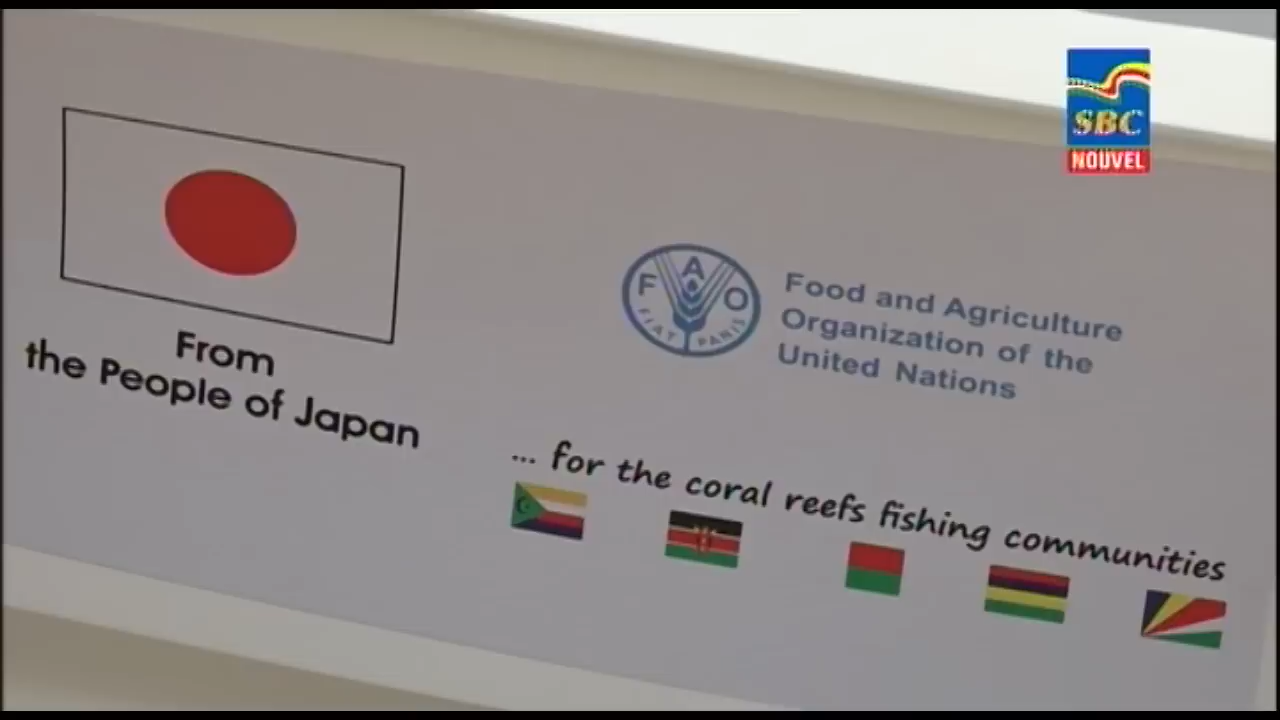 SBC
NOUVEL
From
the People of Japan
F A O
FIAT PANIS
Food and Agriculture
Organization of the
United Nations
... for the coral reefs fishing communities